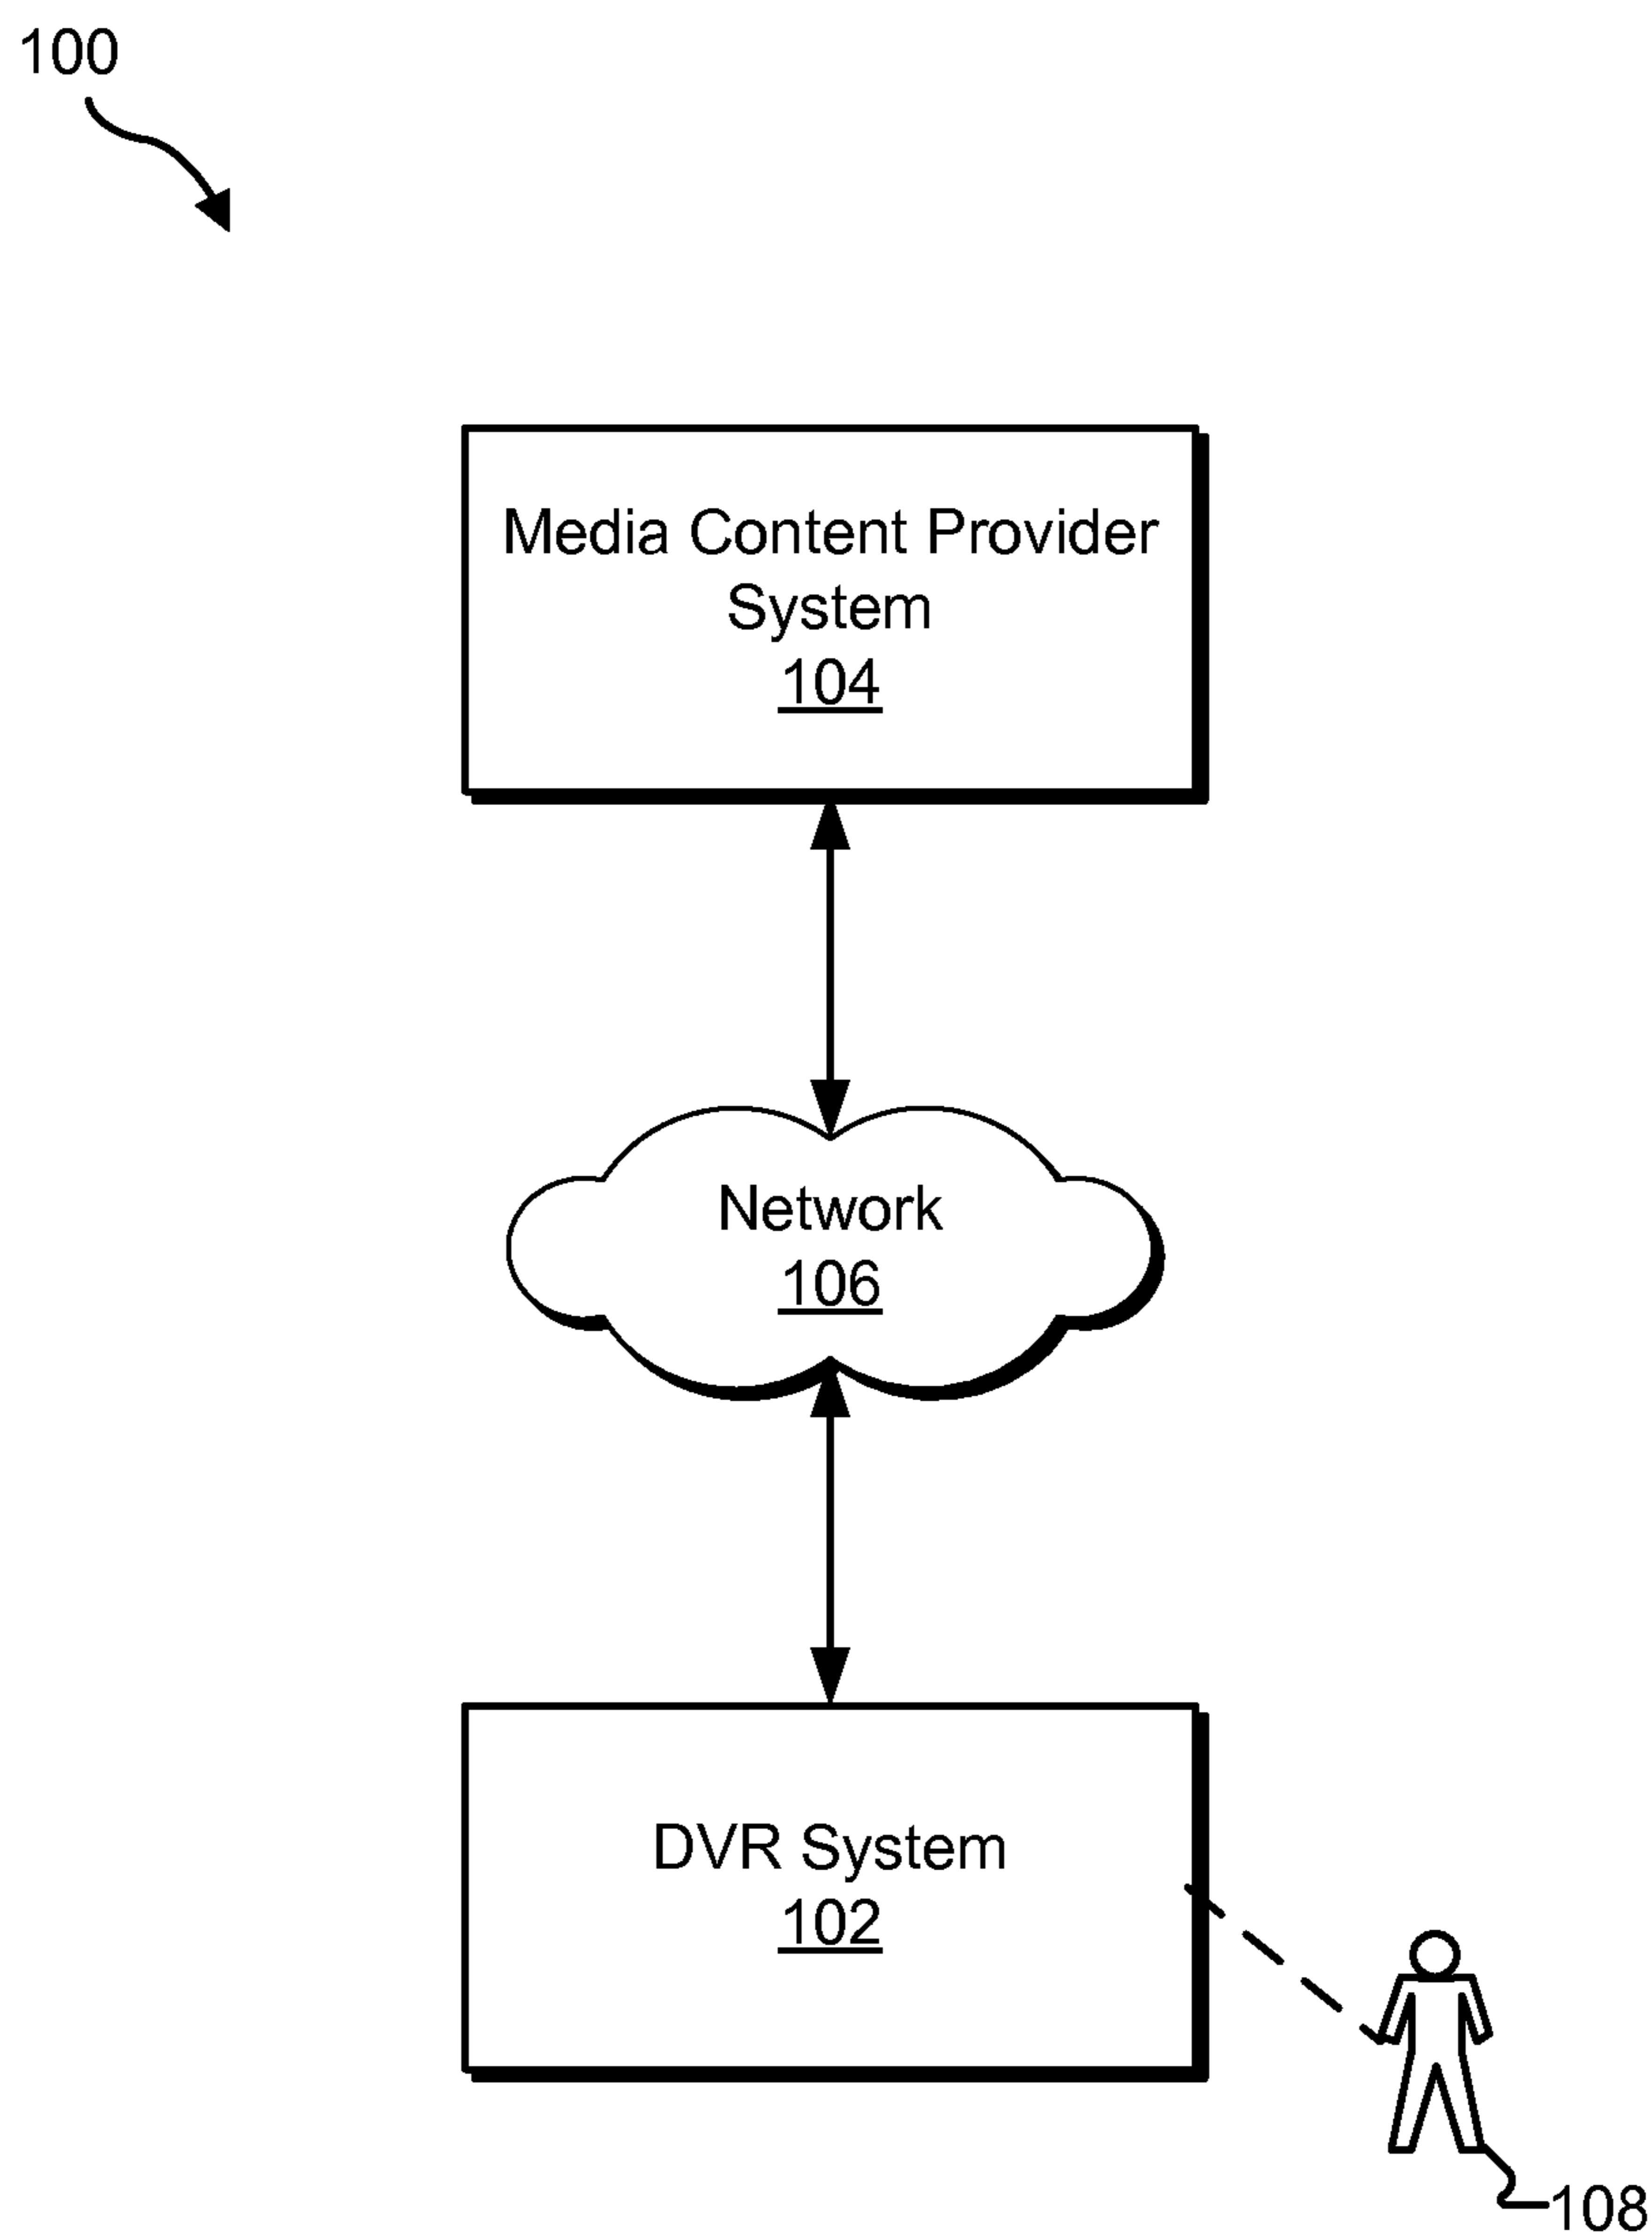 100
Media Content Provider
System
104
Network
106
DVR System
102
108